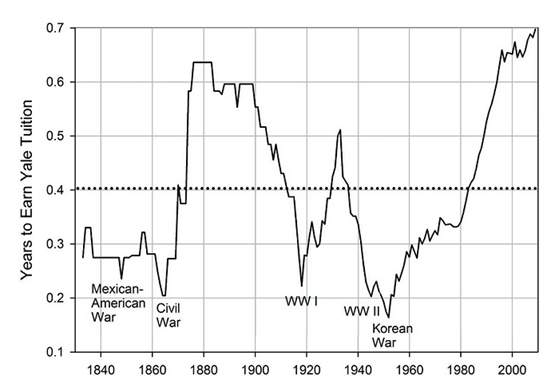 0.7
0.6
0.5
0.4
0.3
0.2
0.1
Years to Earn Yale Tuition
Mexican-
American
War
Civil
War
WW I
WW II
Korean
War
1840 1860 1880 1900 1920 1940 1960 1980 2000